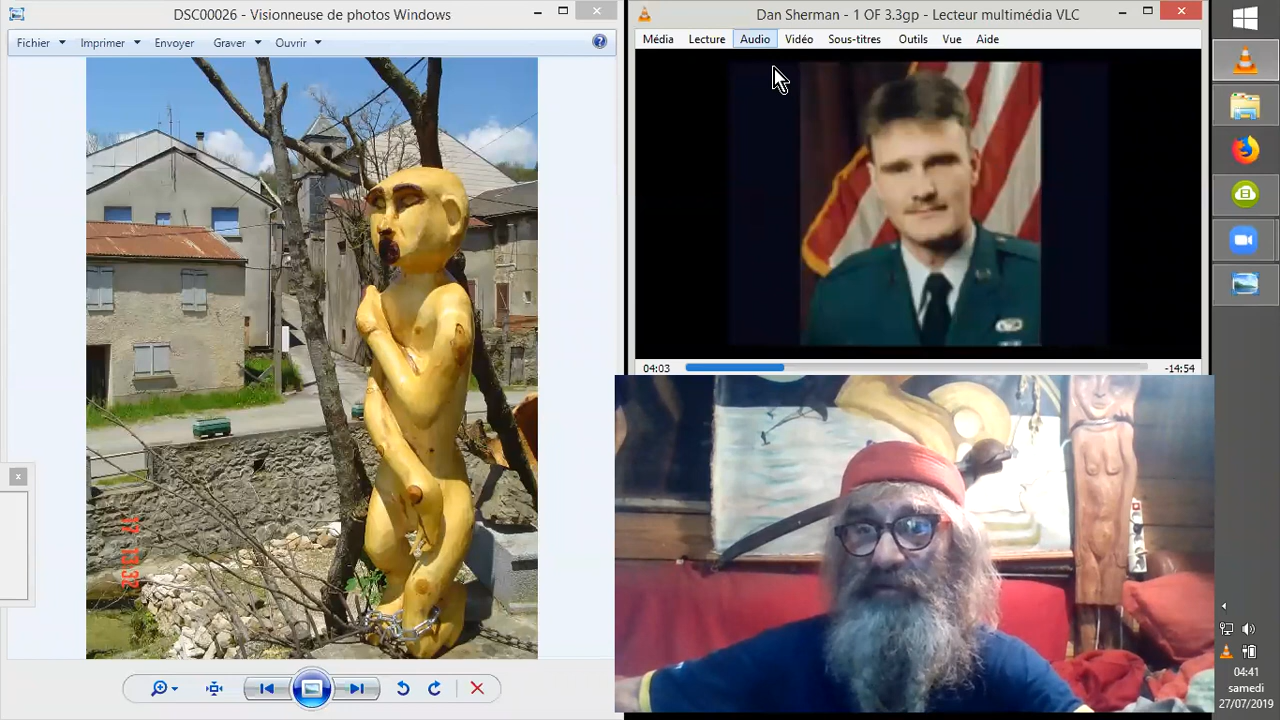 DSC00026 - Visionneuse de photos Windows
Fichier Imprimer Envoyer Graver Ouvrir
Dan Sherman - 1 OF 3.3gp - Lecteur multimédia VLC
Média Lecture Audio Vidéo Sous-titres Outils Vue Aide
04:03 -14:54
04:41
samedi
27/07/2019